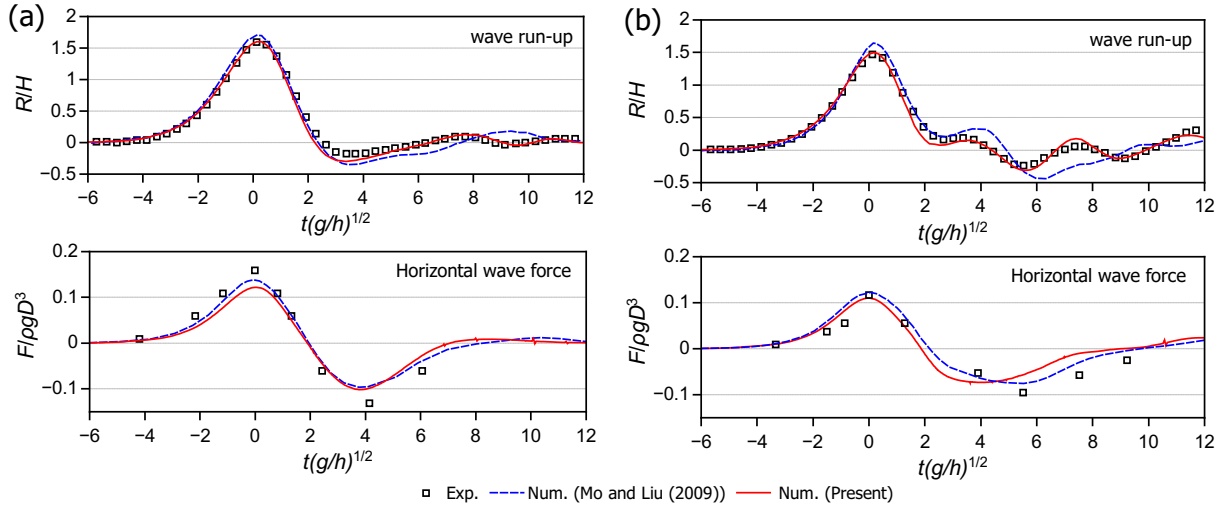 (a)
2
1.5
1
0.5
0
−0.5
R/H
wave run-up
−6 −4 −2 0 2 4 6 8 10 12
t(g/h)1/2
(b)
2
1.5
1
0.5
0
−0.5
R/H
wave run-up
−6 −4 −2 0 2 4 6 8 10 12
t(g/h)1/2
0.2
0.1
0
−0.1
F/ρgD3
Horizontal wave force
−6 −4 −2 0 2 4 6 8 10 12
t(g/h)1/2
0.2
0.1
0
−0.1
F/ρgD3
Horizontal wave force
−6 −4 −2 0 2 4 6 8 10 12
t(g/h)1/2
Exp. Num. (Mo and Liu (2009)) Num. (Present)